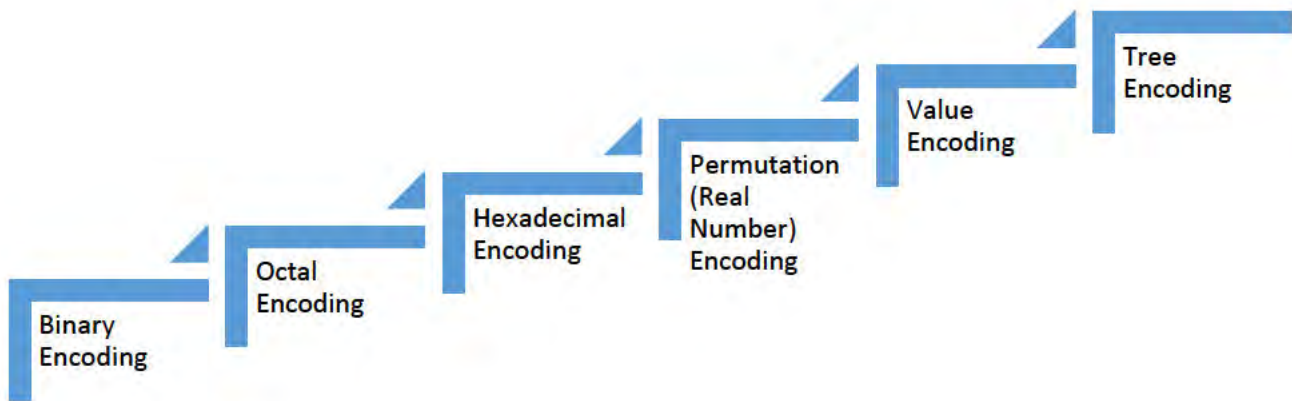 Binary
Encoding
Octal
Encoding
Hexadecimal
Encoding
Permutation
(Real
Number)
Encoding
Value
Encoding
Tree
Encoding